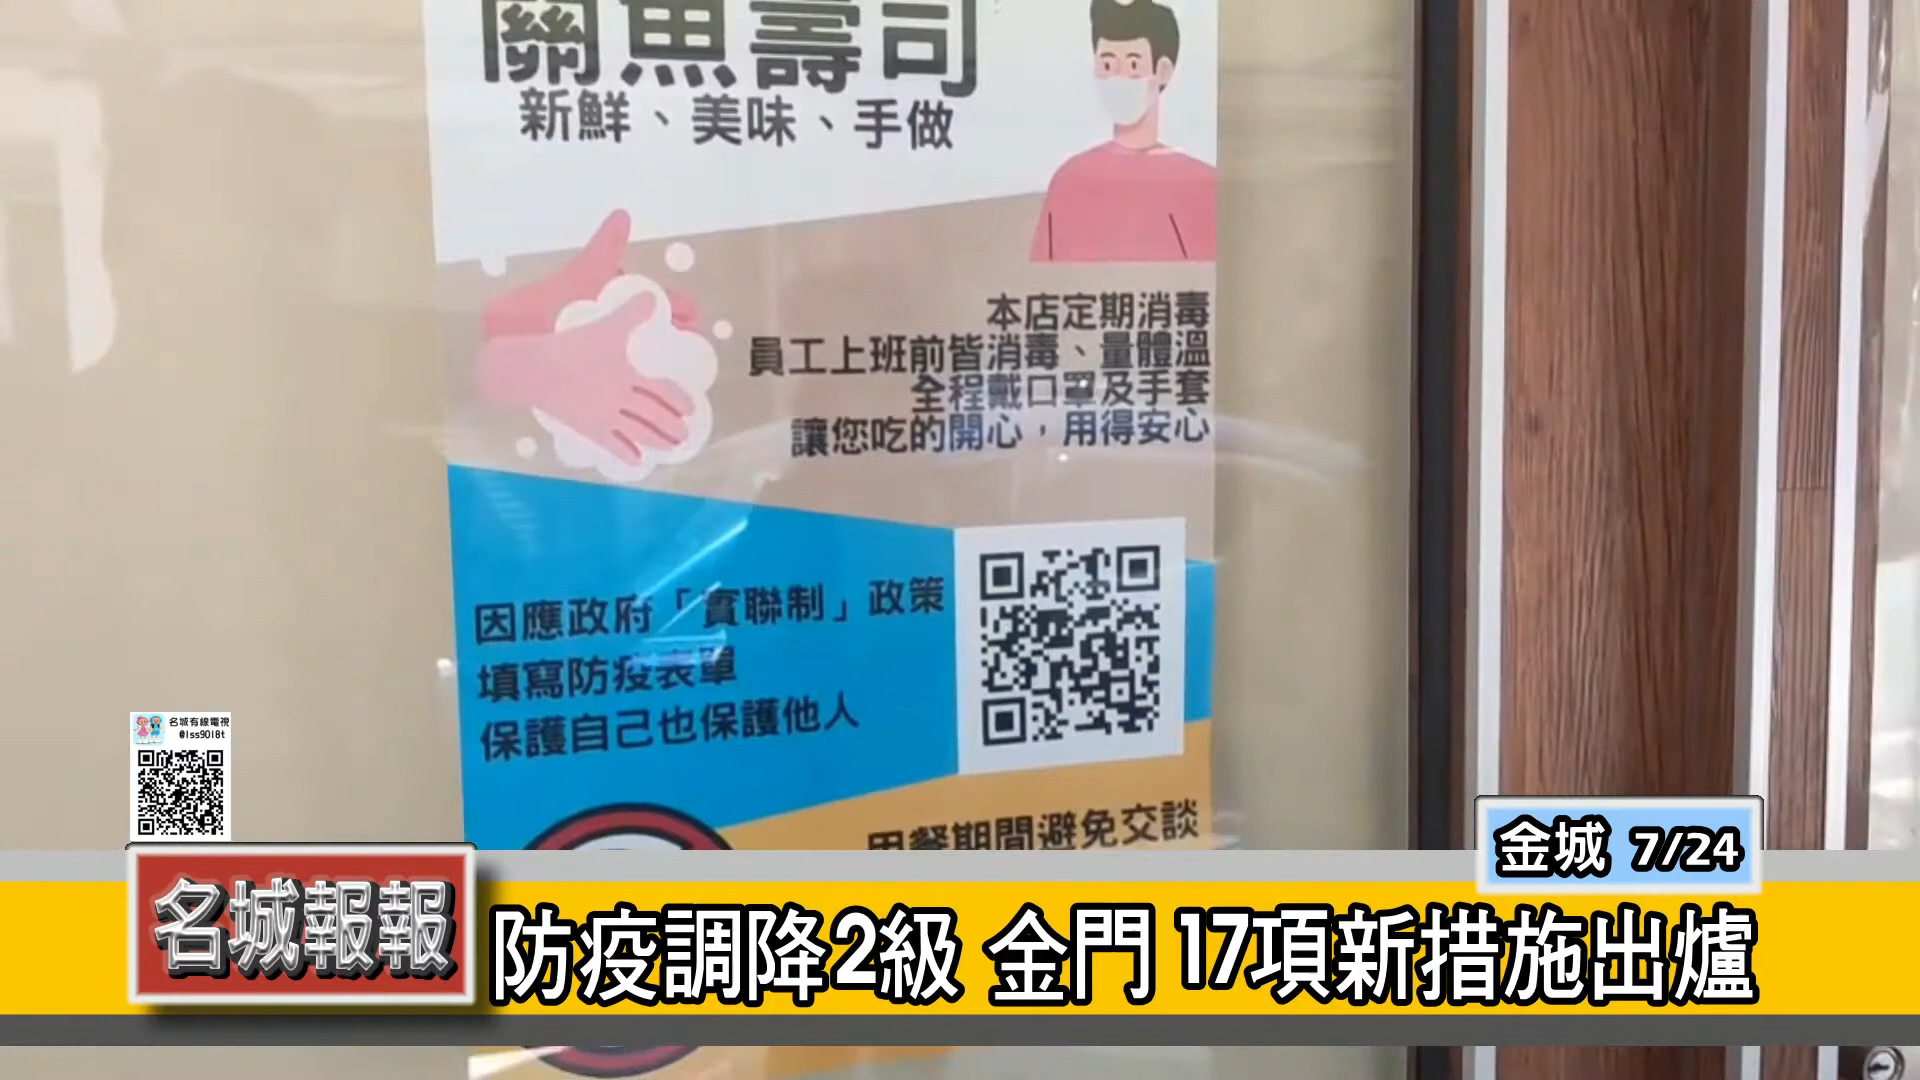 鬍魚壽司
新鮮、美味、手做
本店定期消毒
員工上班前皆消毒、量體溫
全程戴口罩及手套
讓您吃的開心，用得安心
因應政府「實聯制」政策
填寫防疫表單
保護自己也保護他人
用餐期間避免交談
名城有線電視
@lss9018t
金城 7/24
名城報報
防疫調降2級 金門17項新措施出爐